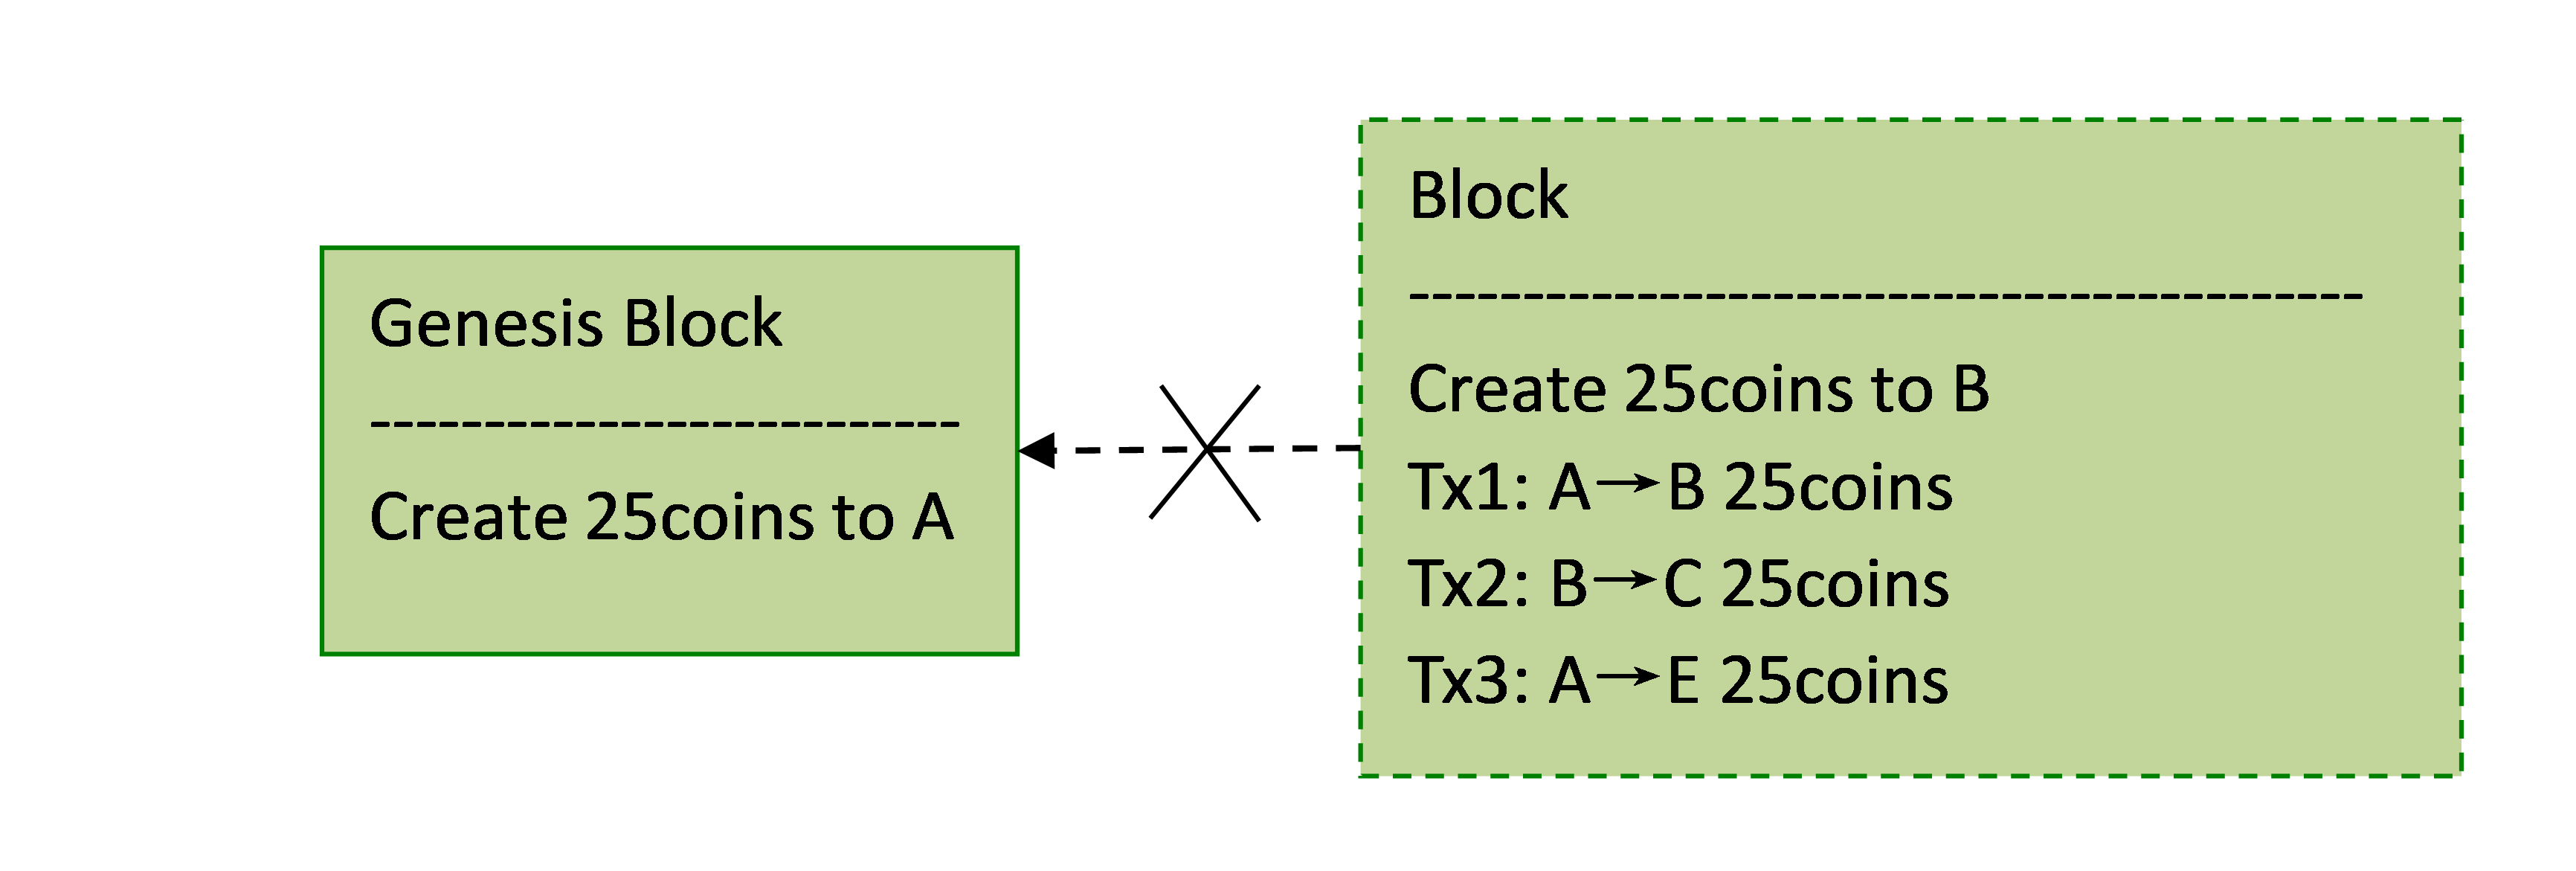 Genesis Block
--------------------------
Create 25coins to A
Block
------------------------------------------
Create 25coins to B
Tx1: A→B 25coins
Tx2: B→C 25coins
Tx3: A→E 25coins